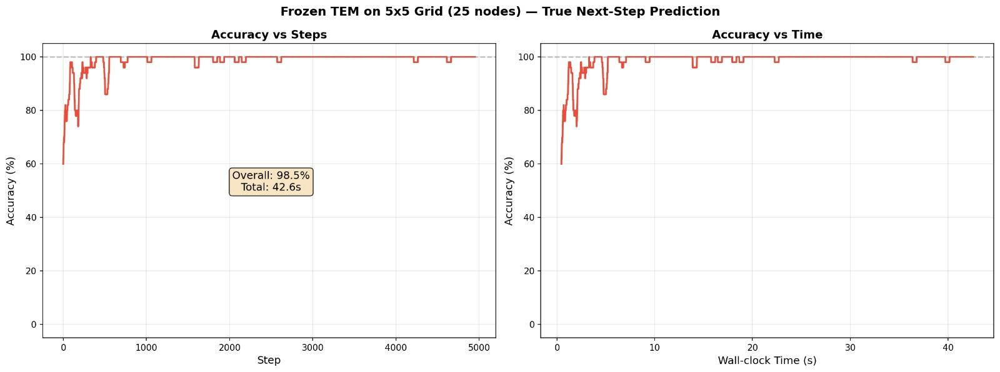 Frozen TEM on 5x5 Grid (25 nodes) — True Next-Step Prediction
Accuracy vs Steps
Accuracy (%)
100
80
60
40
20
0
Overall: 98.5%
Total: 42.6s
0 1000 2000 3000 4000 5000
Step
Accuracy vs Time
Accuracy (%)
100
80
60
40
20
0
0 10 20 30 40
Wall-clock Time (s)